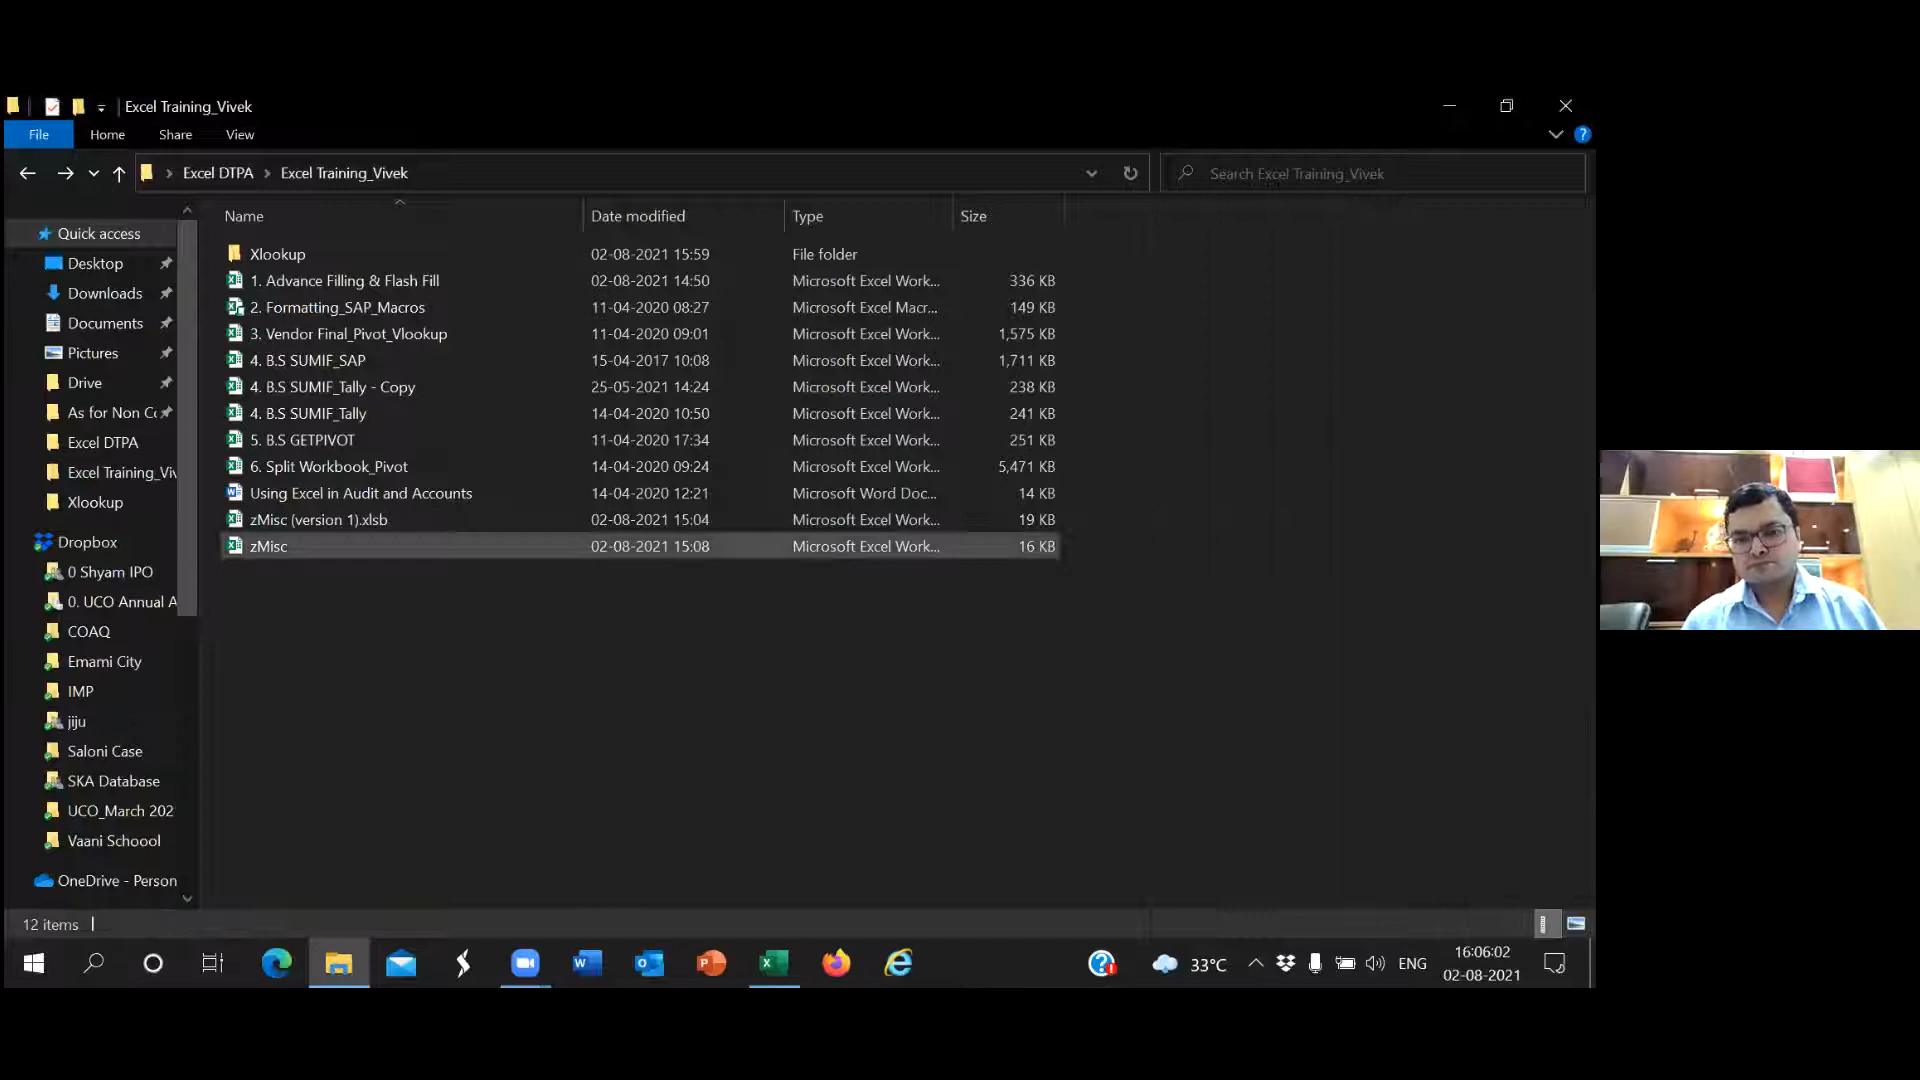 Excel Training_Vivek
File Home Share View
Excel DTPA Excel Training_Vivek Search Excel Training_Vivek
Name Date modified Type Size
Quick access
Desktop
Downloads
Documents
Pictures
Drive
As for Non Co
Excel DTPA
Excel Training_Viv
Xlookup
Dropbox
0 Shyam IPO
0. UCO Annual A
COAQ
Emami City
IMP
jiju
Saloni Case
SKA Database
UCO_March 202
Vaani Schoool
OneDrive - Person
Xlookup 02-08-2021 15:59 File folder
1. Advance Filling & Flash Fill 02-08-2021 14:50 Microsoft Excel Work... 336 KB
2. Formatting_SAP_Macros 11-04-2020 08:27 Microsoft Excel Macr... 149 KB
3. Vendor Final_Pivot_Vlookup 11-04-2020 09:01 Microsoft Excel Work... 1,575 KB
4. B.S SUMIF_SAP 15-04-2017 10:08 Microsoft Excel Work... 1,711 KB
4. B.S SUMIF_Tally - Copy 25-05-2021 14:24 Microsoft Excel Work... 238 KB
4. B.S SUMIF_Tally 14-04-2020 10:50 Microsoft Excel Work... 241 KB
5. B.S GETPIVOT 11-04-2020 17:34 Microsoft Excel Work... 251 KB
6. Split Workbook_Pivot 14-04-2020 09:24 Microsoft Excel Work... 5,471 KB
Using Excel in Audit and Accounts 14-04-2020 12:21 Microsoft Word Doc... 14 KB
zMisc (version 1).xlsb 02-08-2021 15:04 Microsoft Excel Work... 19 KB
zMisc 02-08-2021 15:08 Microsoft Excel Work... 16 KB
12 items
33°C ENG 16:06:02
02-08-2021